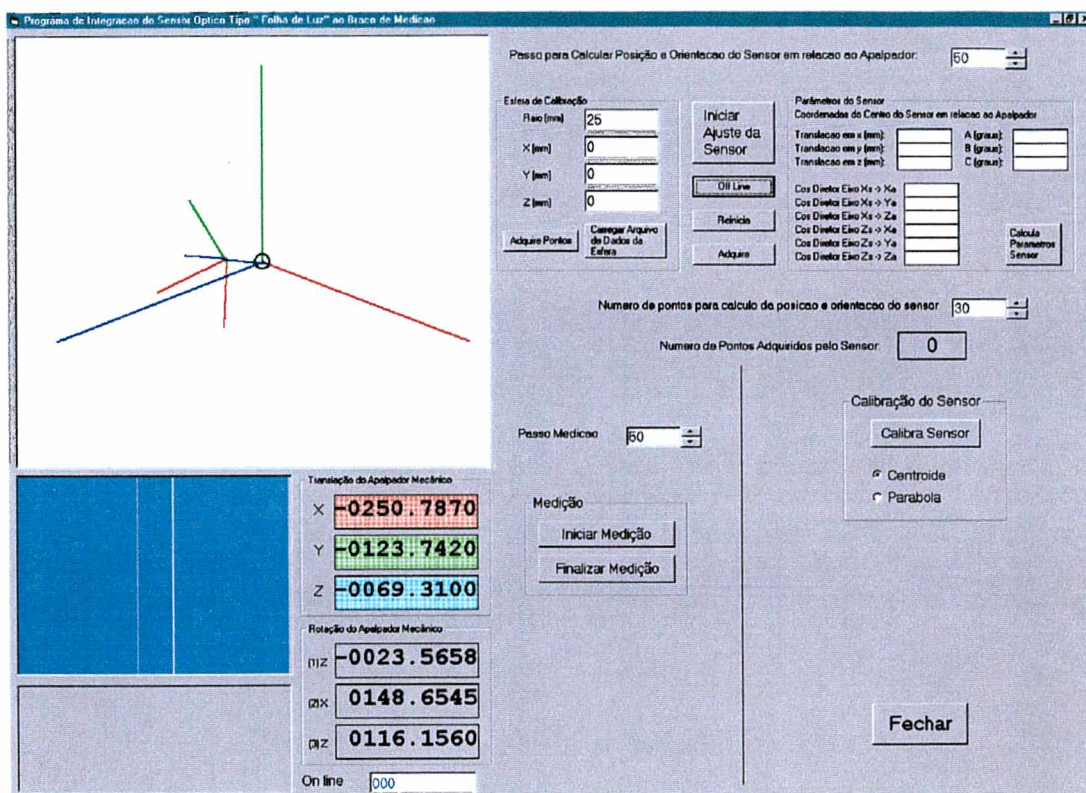 Programa de Integracao do Sensor Optico Tipo " Folha de Luz" ao Braco de Medicao
Passo para Calcular Posição e Orientacao do Sensor em relacao ao Apalpador:
50
Esfera de Calibração
Raio (mm)
25
X (mm)
0
Y (mm)
0
Z (mm)
0
Adquire Pontos
Carregar Arquivo de Dados da Esfera
Iniciar
Ajuste da
Sensor
Off Line
Reinicia
Adquire
Parâmetros do Sensor
Coordenadas do Centro do Sensor em relacao ao Apalpador
Translacao em x (mm):
A (graus):
Translacao em y (mm):
B (graus):
Translacao em z (mm):
C (graus):
Cos Diretor Eixo Xs -> Xa
Cos Diretor Eixo Xs -> Ya
Cos Diretor Eixo Xs -> Za
Cos Diretor Eixo Zs -> Xa
Cos Diretor Eixo Zs -> Ya
Cos Diretor Eixo Zs -> Za
Calcula
Parametros
Sensor
Numero de pontos para calculo da posicao e orientacao do sensor
30
Numero de Pontos Adquiridos pelo Sensor:
0
Passo Medicao
50
Medição
Iniciar Medição
Finalizar Medição
Calibração do Sensor
Calibra Sensor
Centroide
Parabola
Translação do Apalpador Mecânico
X -0250.7870
Y -0123.7420
Z -0069.3100
Rotação do Apalpador Mecânico
(1)Z -0023.5658
(2)X 0148.6545
(3)Z 0116.1560
On line
000
Fechar